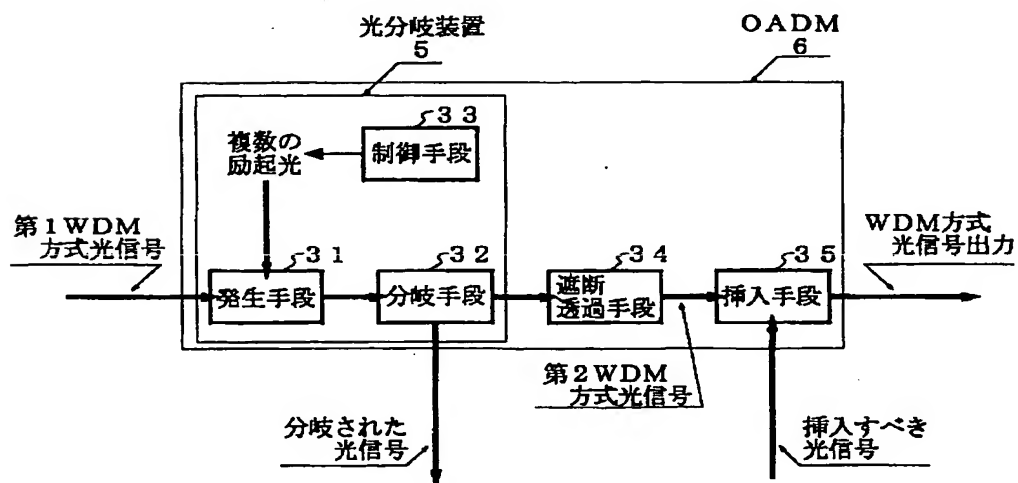 光分岐装置
5
OADM
6
33
複数の
励起光
制御手段
第1WDM
方式光信号
31
32
34
35
WDM方式
光信号出力
発生手段
分岐手段
遮断
透過手段
挿入手段
第2WDM
方式光信号
分岐された
光信号
挿入すべき
光信号